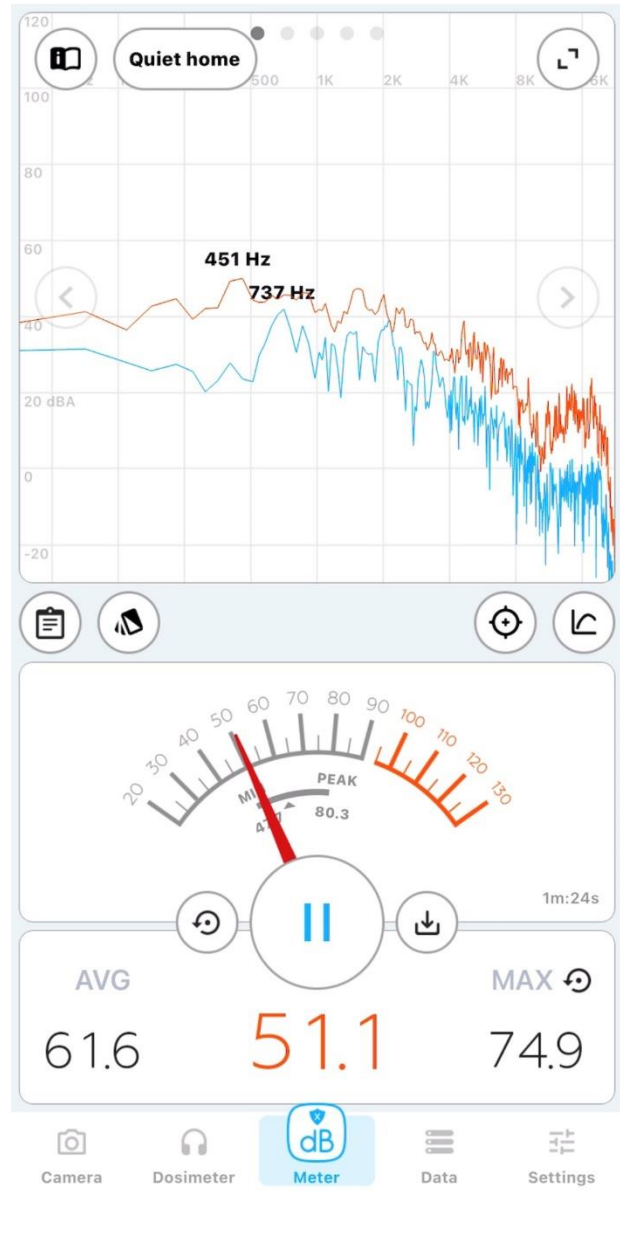 120
Quiet home
500 1K 2K 4K 8K
100
80
60
451 Hz
737 Hz
40
20 dBA
0
-20
20 30 40 50 60 70 80 90 100 110 120 130
PEAK
80.3
1m:24s
AVG
MAX
61.6
51.1
74.9
dB
Camera
Dosimeter
Meter
Data
Settings